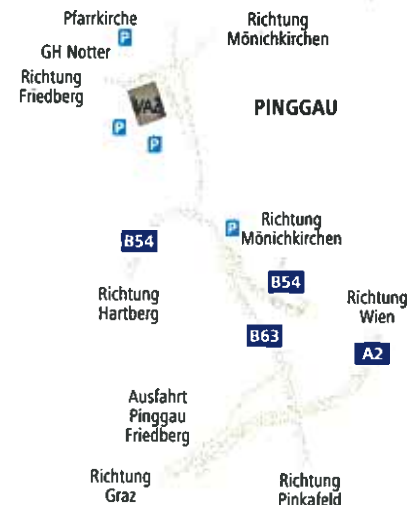 Pfarrkirche
P
GH Notter
Richtung
Mönichkirchen
Richtung
Friedberg
VAZ
PINGGAU
P
P
P
Richtung
Mönichkirchen
B54
B54
Richtung
Hartberg
Richtung
Wien
B63
A2
Ausfahrt
Pinggau
Friedberg
Richtung
Graz
Richtung
Pinkafeld